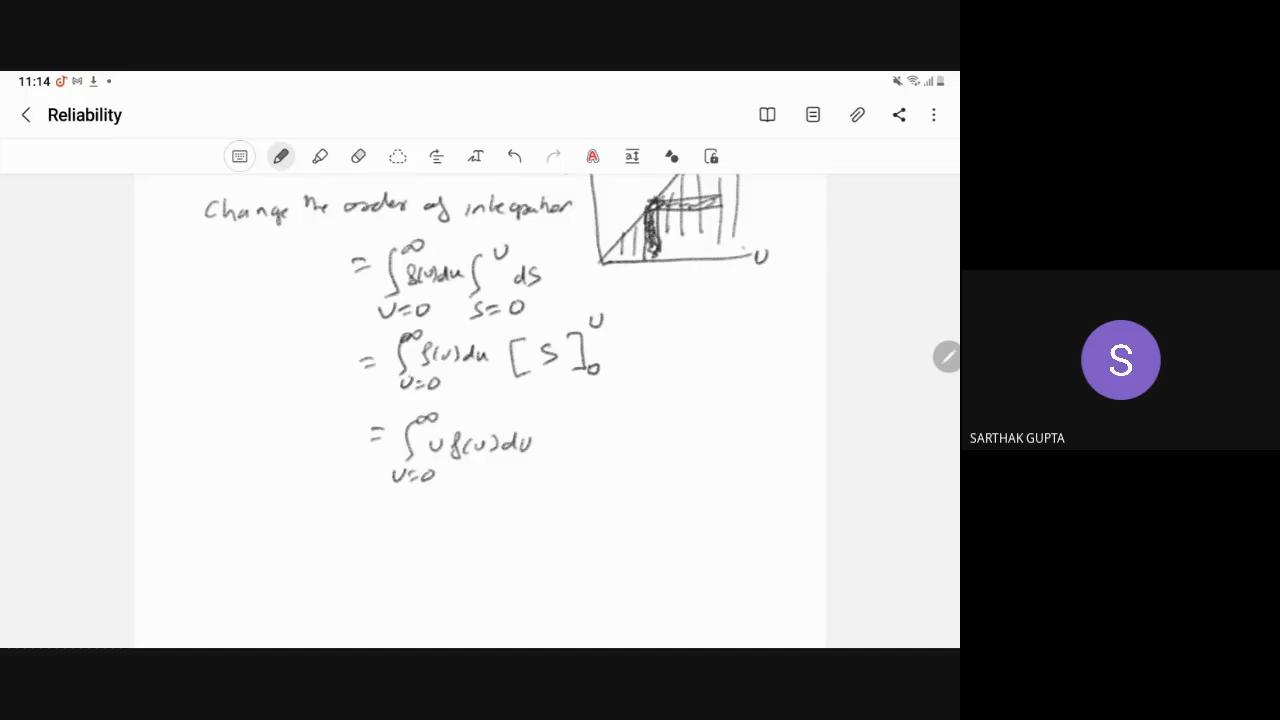 11:14
Reliability
Change the order of integration
U
= ∫_{U=0}^{∞} f(u)du ∫_{S=0}^{U} dS
= ∫_{U=0}^{∞} f(u)du [S]_0^U
= ∫_{U=0}^{∞} U f(u)dU
S
SARTHAK GUPTA